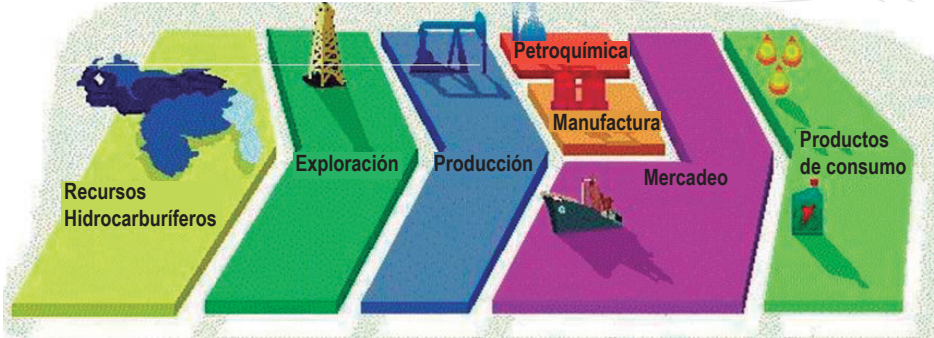 Recursos
Hidrocarburíferos
Exploración
Producción
Petroquímica
Manufactura
Mercadeo
Productos
de consumo